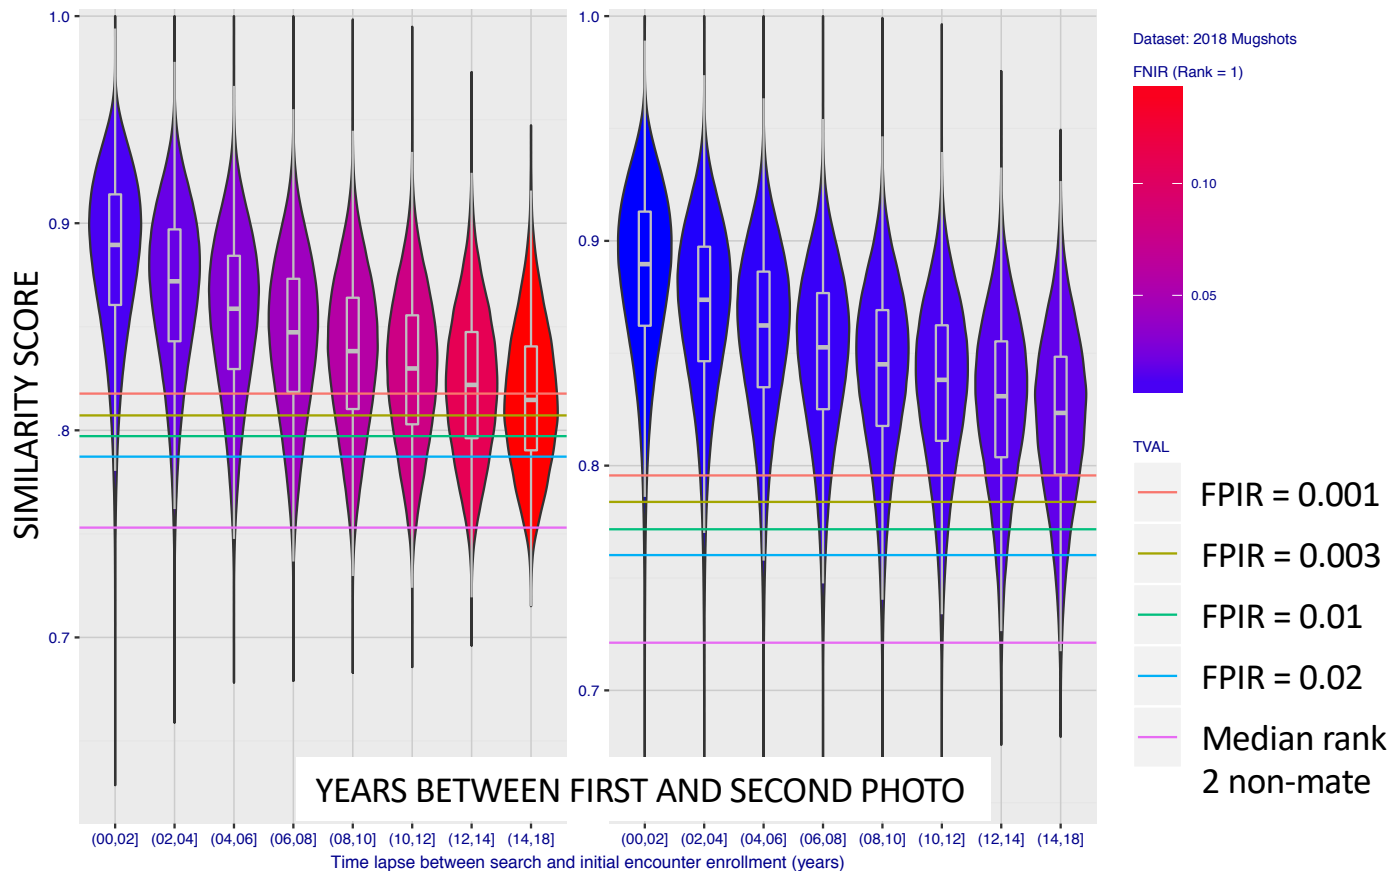 1.0
0.9
0.8
0.7
SIMILARITY SCORE
1.0
0.9
0.8
0.7
YEARS BETWEEN FIRST AND SECOND PHOTO
(00,02] (02,04] (04,06] (06,08] (08,10] (10,12] (12,14] (14,18]
(00,02] (02,04] (04,06] (06,08] (08,10] (10,12] (12,14] (14,18]
Time lapse between search and initial encounter enrollment (years)
Dataset: 2018 Mugshots
FNIR (Rank = 1)
0.10
0.05
TVAL
FPIR = 0.001
FPIR = 0.003
FPIR = 0.01
FPIR = 0.02
Median rank
2 non-mate